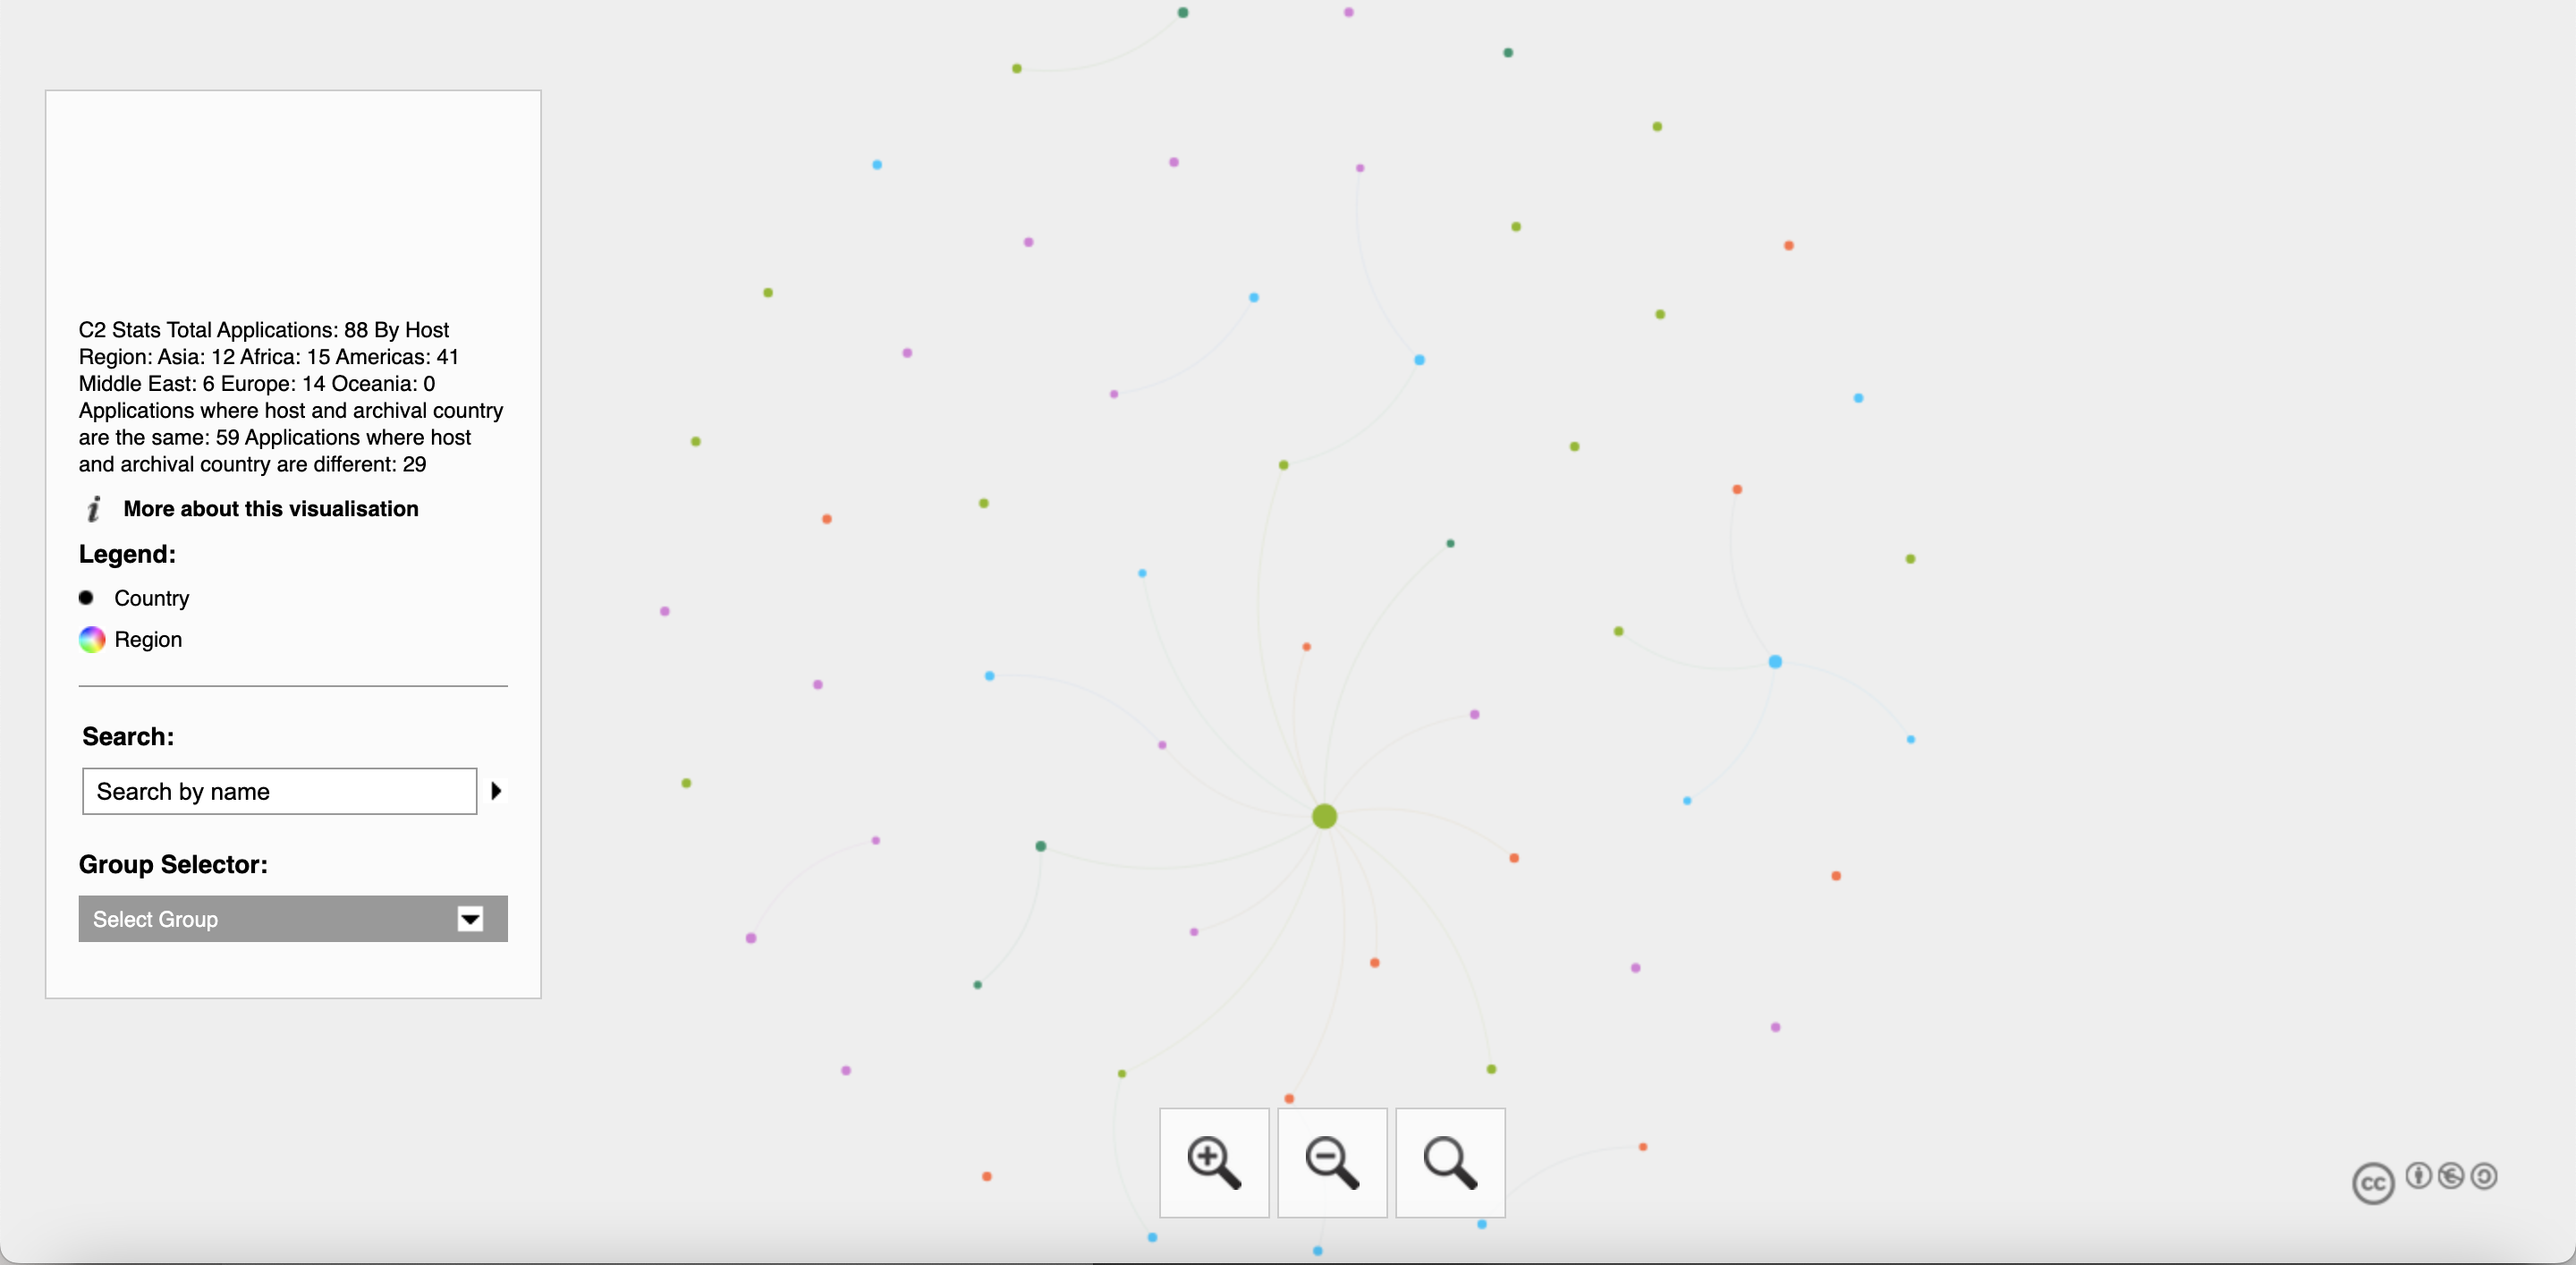 C2 Stats Total Applications: 88 By Host
Region: Asia: 12 Africa: 15 Americas: 41
Middle East: 6 Europe: 14 Oceania: 0
Applications where host and archival country
are the same: 59 Applications where host
and archival country are different: 29
i More about this visualisation
Legend:
Country
Region
Search:
Search by name
Group Selector:
Select Group
cc